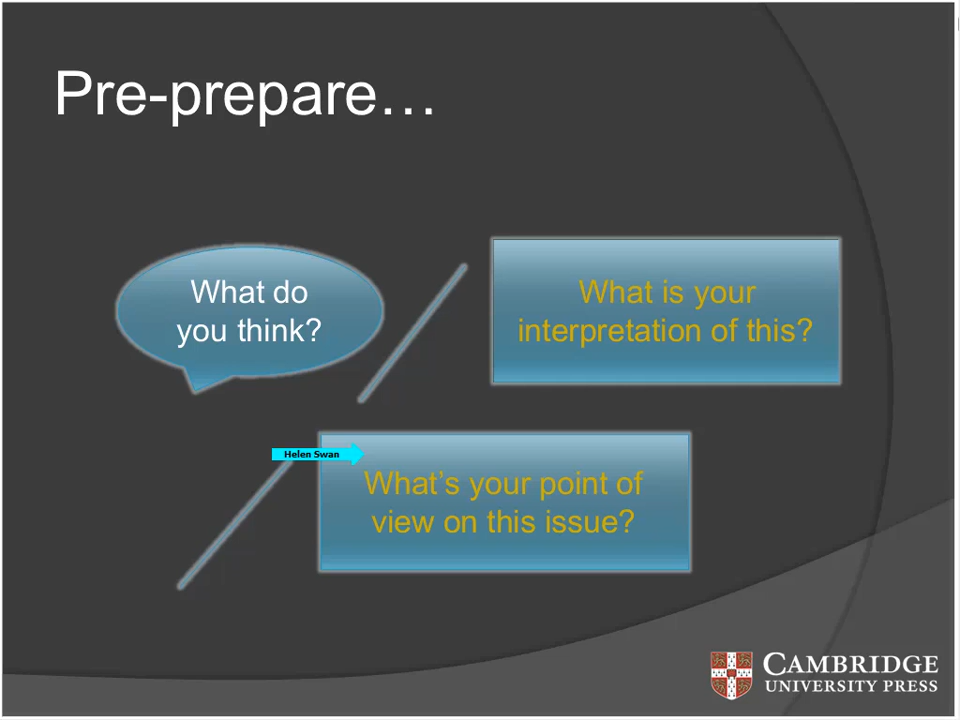 Pre-prepare…
What do
you think?
What is your
interpretation of this?
Helen Swan
What’s your point of
view on this issue?
CAMBRIDGE
UNIVERSITY PRESS